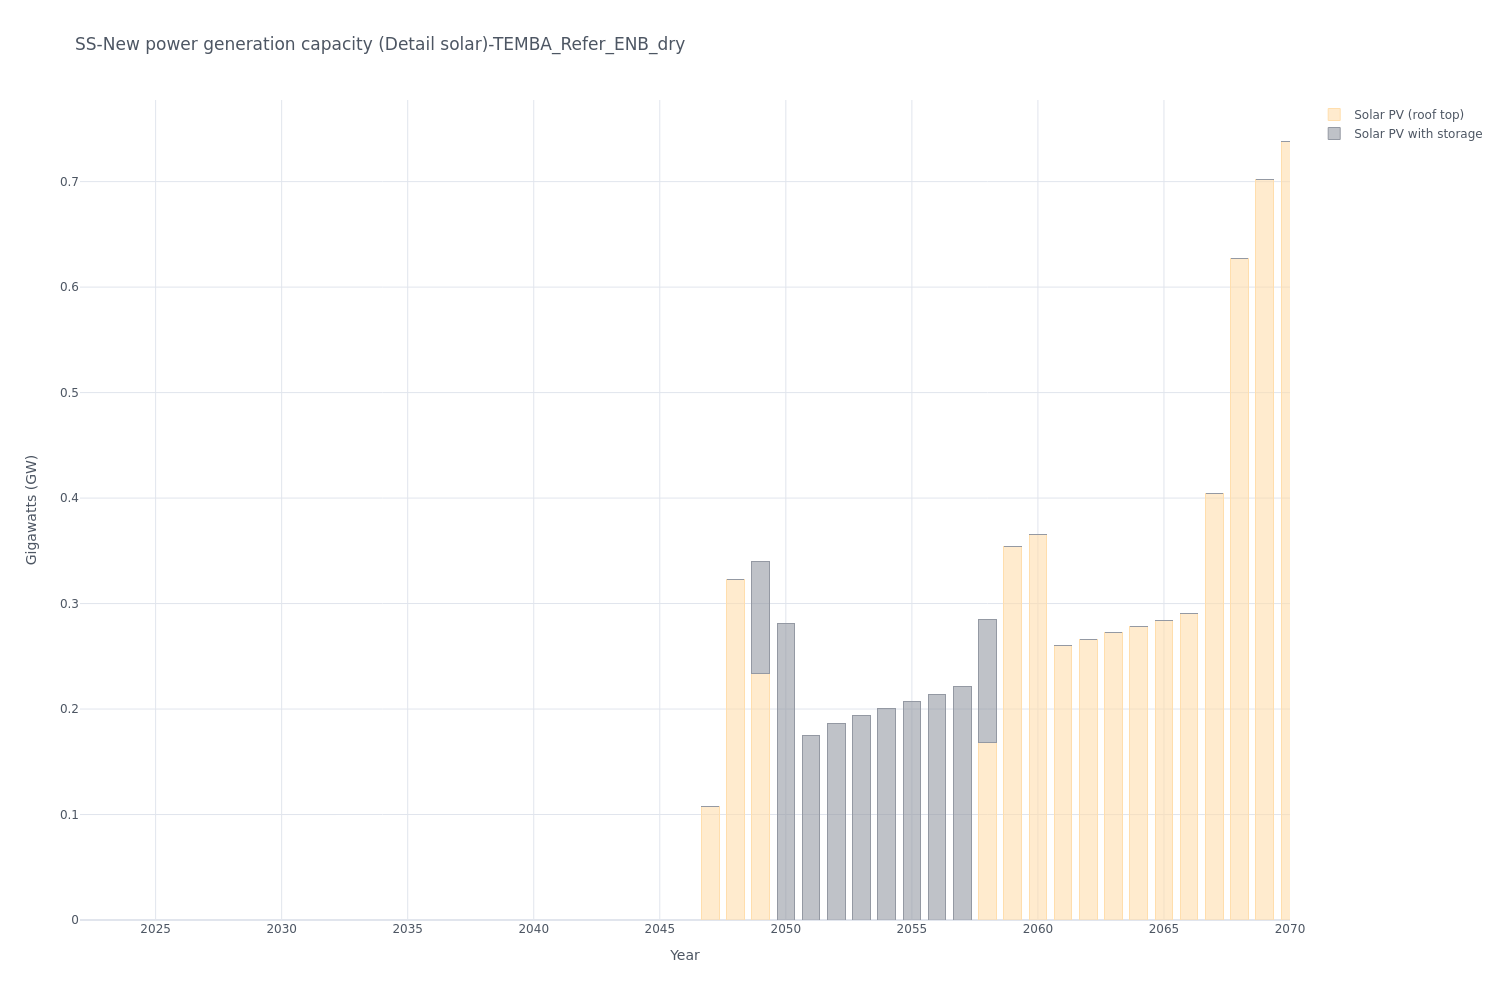 SS-New power generation capacity (Detail solar)-TEMBA_Refer_ENB_dry
Solar PV (roof top)
Solar PV with storage
0.7
0.6
0.5
0.4
0.3
0.2
0.1
0
Gigawatts (GW)
2025 2030 2035 2040 2045 2050 2055 2060 2065 2070
Year